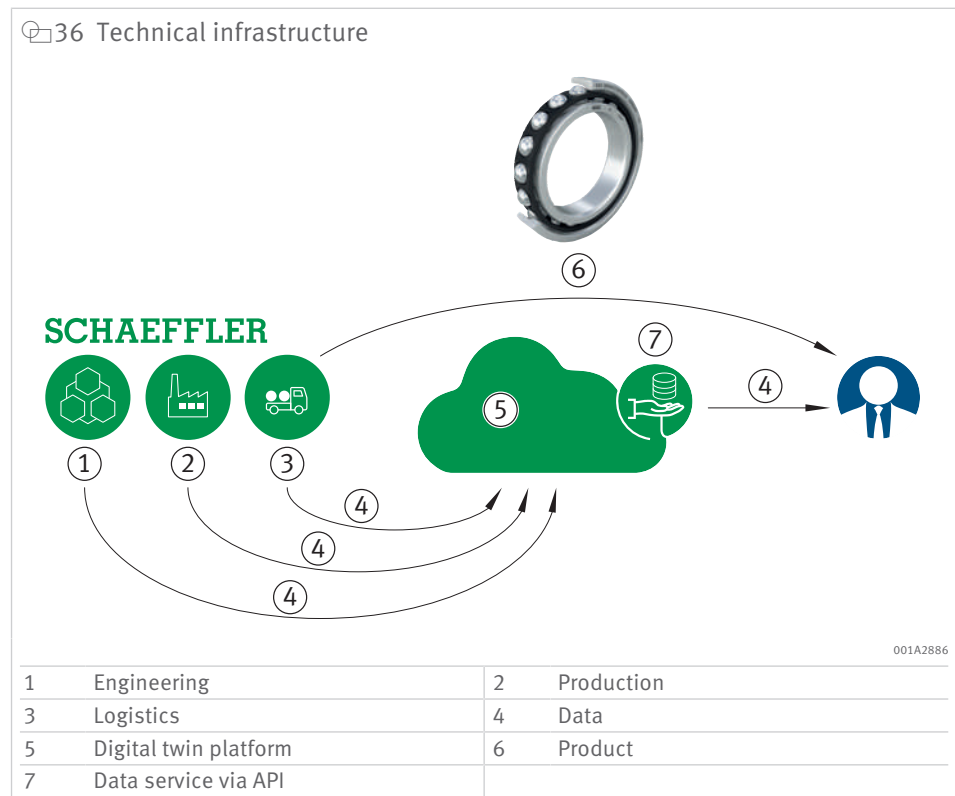 36 Technical infrastructure
6
SCHAEFFLER
7
4
5
1
2
3
4
4
4
001A2886
1 Engineering 2 Production
3 Logistics 4 Data
5 Digital twin platform 6 Product
7 Data service via API